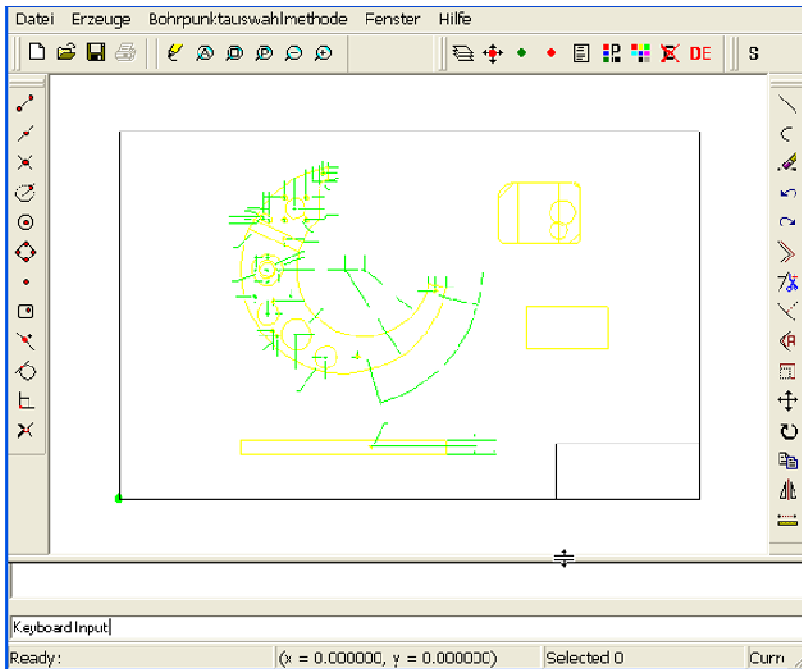 Datei Erzeuge Bohrpunktauswahlmethode Fenster Hilfe
DE S
Keyboard Input
Ready: (x = 0.000000, y = 0.000000) Selected 0 Curr